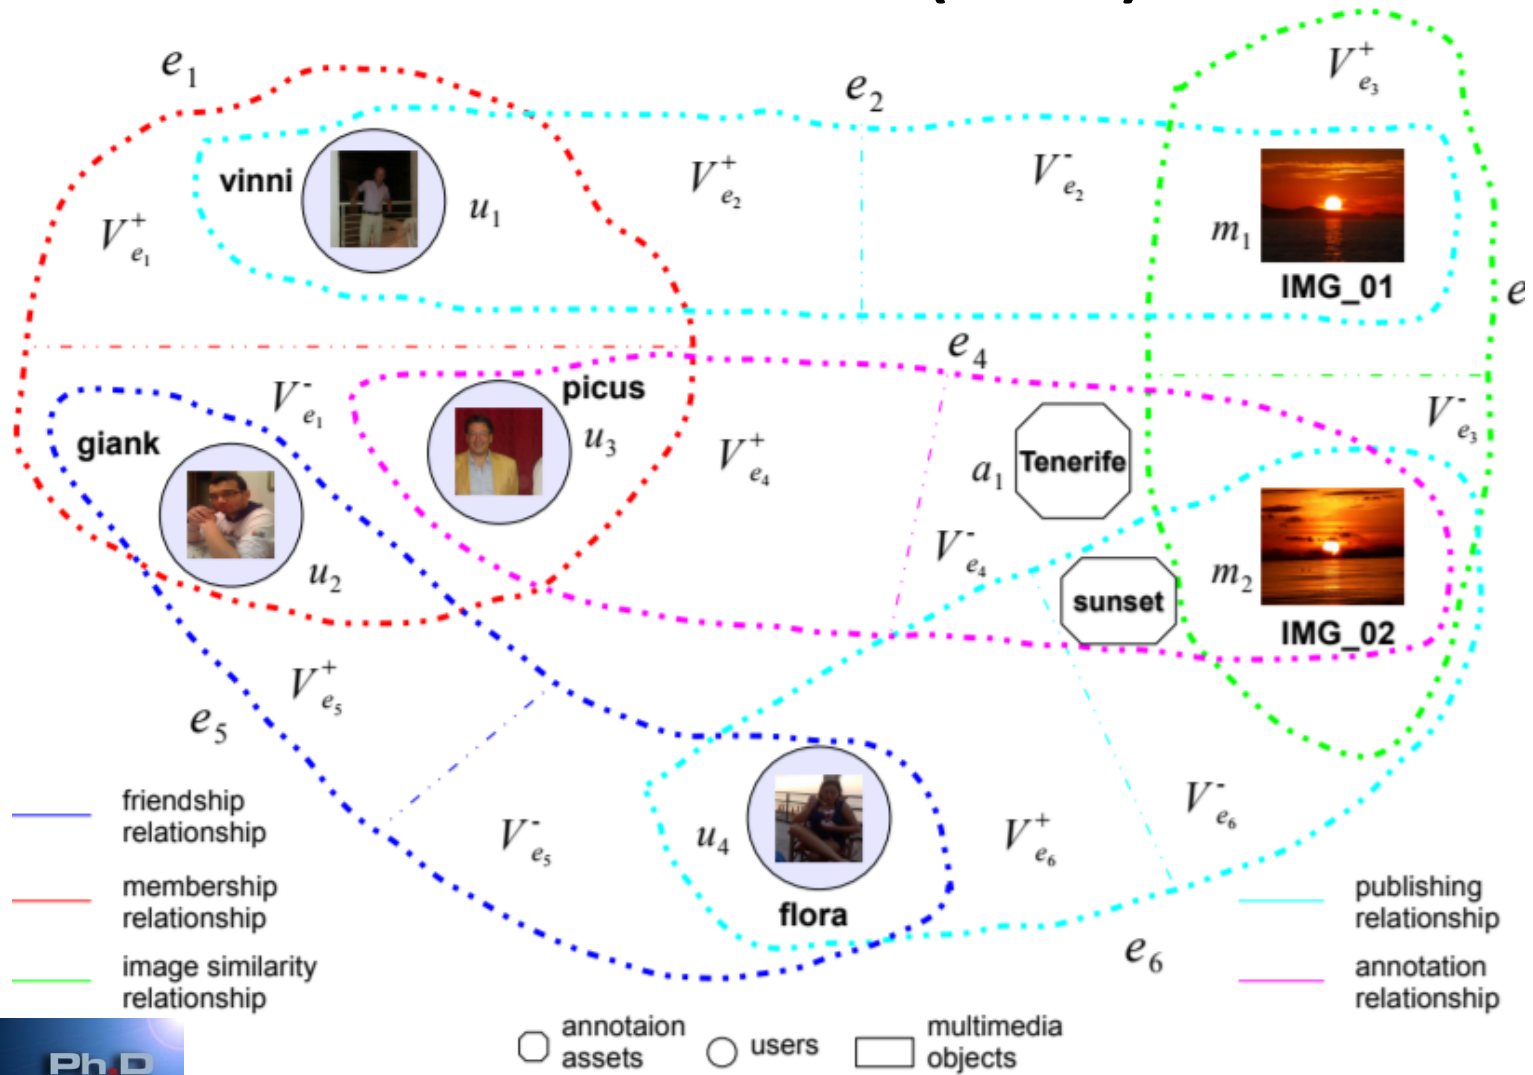 e₁
V⁺ₑ₃
e₂
vinni
V⁺ₑ₂
V⁻ₑ₂
u₁
V⁺ₑ₁
m₁
IMG_01
e
e₄
picus
V⁻ₑ₁
V⁻ₑ₃
giank
u₃
V⁺ₑ₄
a₁
Tenerife
u₂
V⁻ₑ₄
m₂
sunset
IMG_02
V⁺ₑ₅
e₅
V⁻ₑ₆
V⁻ₑ₅
u₄
V⁺ₑ₆
flora
e₆
friendship
relationship
membership
relationship
image similarity
relationship
publishing
relationship
annotation
relationship
annotaion
assets
users
multimedia
objects
Ph.D